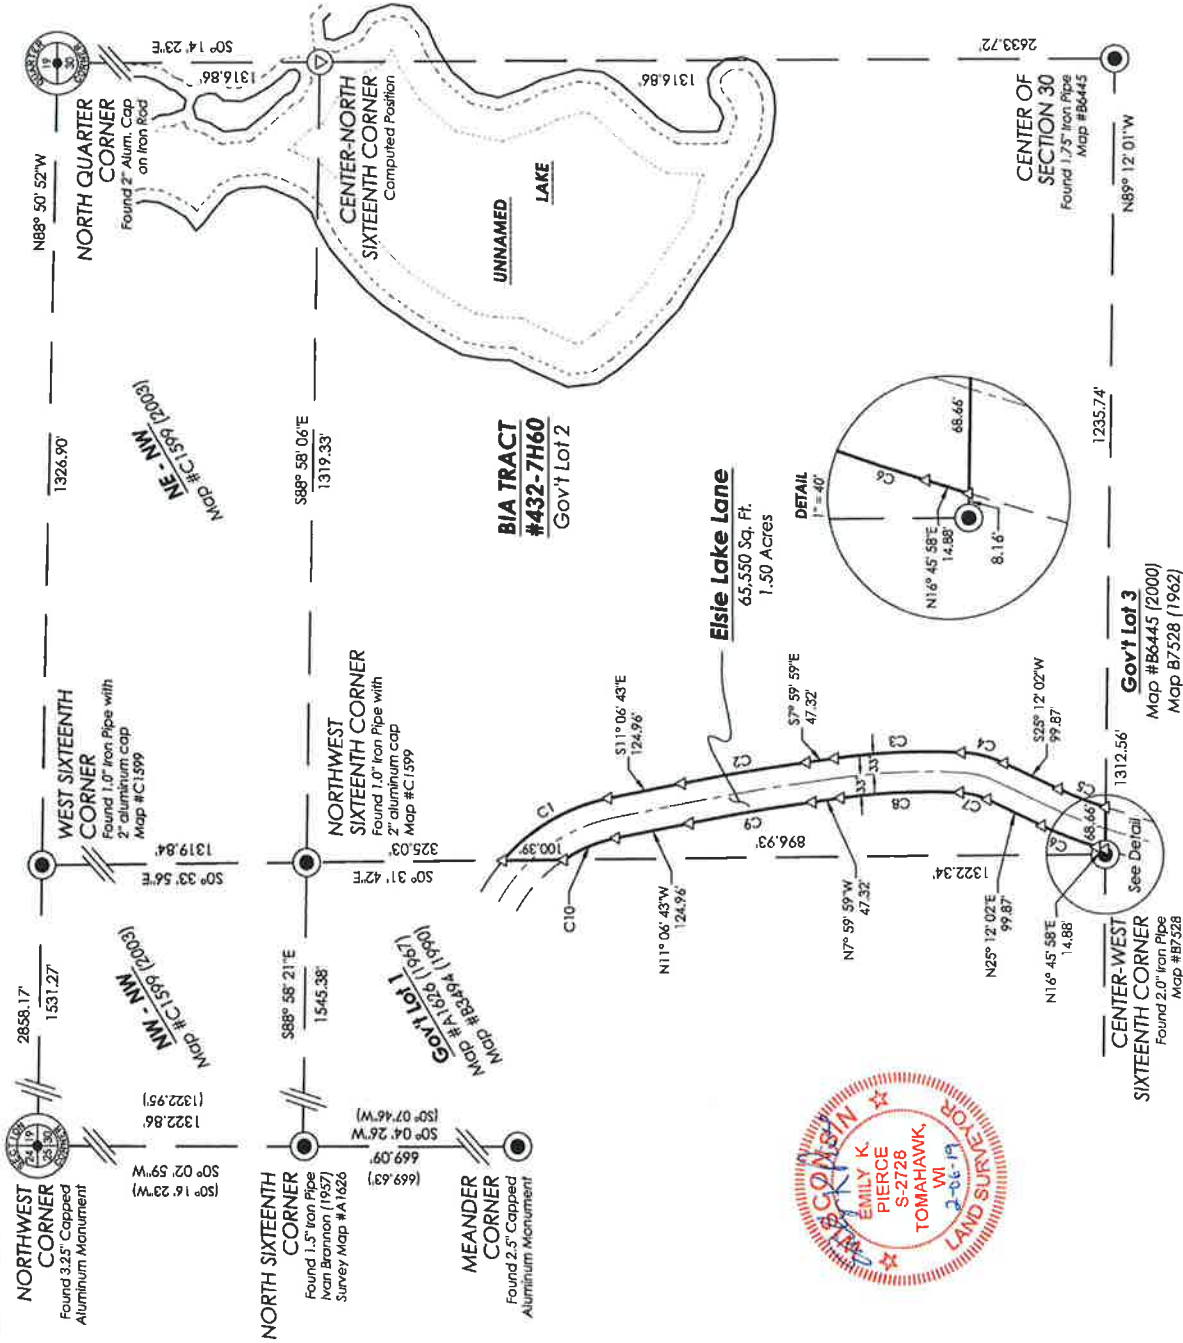 NORTHWEST
CORNER
Found 3.25" Capped
Aluminum Monument
SECTION
CORNER
24 19
25 30
2858.17'
1531.27'
WEST SIXTEENTH
CORNER
Found 1.0" Iron Pipe with
2" aluminum cap
Map #C1599
1326.90'
N88° 50' 52"W
NORTH QUARTER
CORNER
Found 2" Alum. Cap
on Iron Rod
QUARTER
CORNER
19
30
(S0° 16' 23"W)
S0° 02' 59"W
1322.86'
(1322.95')
NW - NW
Map #C1599 (2003)
S0° 33' 56"E
1319.84'
NE - NW
Map #C1599 (2003)
S0° 14' 23"E
1316.86'
NORTH SIXTEENTH
CORNER
Found 1.5" Iron Pipe
Ivan Brannon (1957)
Survey Map #A1626
S88° 58' 21"E
1545.38'
NORTHWEST
SIXTEENTH CORNER
Found 1.0" Iron Pipe with
2" aluminum cap
Map #C1599
S88° 58' 06"E
1319.33'
CENTER-NORTH
SIXTEENTH CORNER
Computed Position
(669.63')
669.09'
S0° 04' 26"W
(S0° 07'46"W)
MEANDER
CORNER
Found 2.5" Capped
Aluminum Monument
Gov't Lot 1
Map #A1626 (1967)
Map #B3494 (1990)
S0° 31' 42"E
325.03'
BIA TRACT
#432-7H60
Gov't Lot 2
UNNAMED
LAKE
1316.86'
2633.72'
100.39'
C1
C10
S11° 06' 43"E
124.96'
N11° 06' 43"W
124.96'
C2
C9
Elsie Lake Lane
65,550 Sq. Ft.
1.50 Acres
S7° 59' 59"E
47.32'
N7° 59' 59"W
47.32'
896.93'
33'
33'
C3
C8
1322.34'
C4
C7
S25° 12' 02"W
99.87'
N25° 12' 02"E
99.87'
C5
C6
N16° 45' 58"E
14.88'
68.66'
See Detail
1312.56'
DETAIL
1" = 40'
C6
N16° 45' 58"E
14.88'
68.66'
8.16'
CENTER-WEST
SIXTEENTH CORNER
Found 2.0" Iron Pipe
Map #B7528
Gov't Lot 3
Map #B6445 (2000)
Map B7528 (1962)
1235.74'
N89° 12' 01"W
CENTER OF
SECTION 30
Found 1.75" Iron Pipe
Map #B6445
WISCONSIN
EMILY K.
PIERCE
S-2728
TOMAHAWK,
WI
2-06-19
LAND SURVEYOR